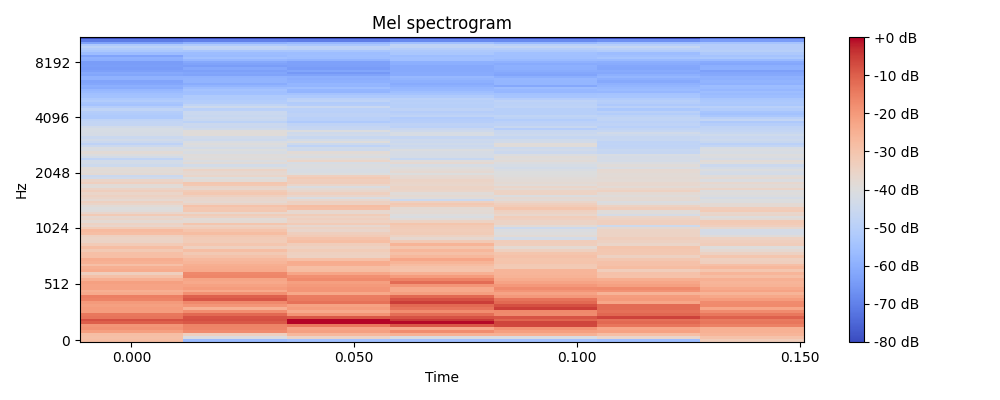 Mel spectrogram
Hz
8192
4096
2048
1024
512
0
0.000
0.050
0.100
0.150
Time
+0 dB
-10 dB
-20 dB
-30 dB
-40 dB
-50 dB
-60 dB
-70 dB
-80 dB